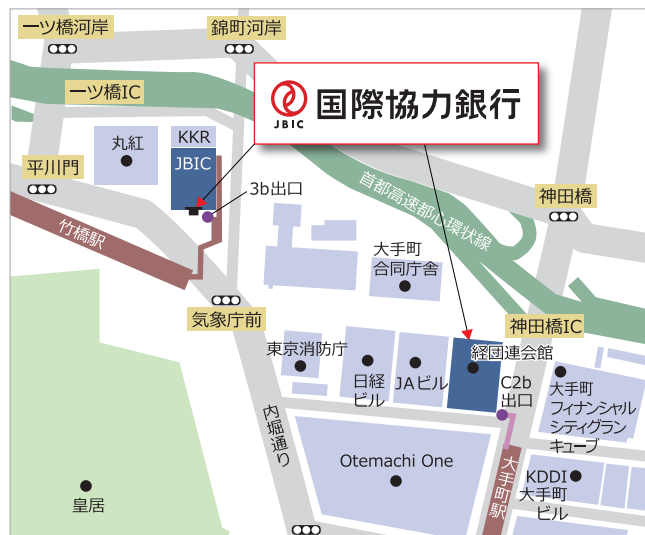 一ツ橋河岸
錦町河岸
一ツ橋IC
JBIC
国際協力銀行
丸紅
KKR
JBIC
平川門
3b出口
首都高速都心環状線
神田橋
竹橋駅
大手町
合同庁舎
気象庁前
神田橋IC
東京消防庁
日経
ビル
JAビル
経団連会館
C2b
出口
大手町
フィナンシャル
シティグラン
キューブ
内堀通り
Otemachi One
大手町駅
KDDI
大手町
ビル
皇居